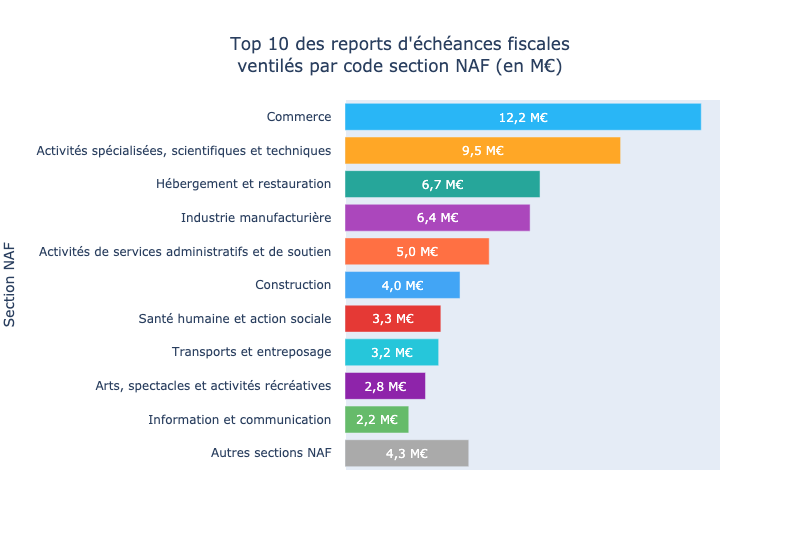 Top 10 des reports d'échéances fiscales
ventilés par code section NAF (en M€)
Section NAF
Commerce 12,2 M€
Activités spécialisées, scientifiques et techniques 9,5 M€
Hébergement et restauration 6,7 M€
Industrie manufacturière 6,4 M€
Activités de services administratifs et de soutien 5,0 M€
Construction 4,0 M€
Santé humaine et action sociale 3,3 M€
Transports et entreposage 3,2 M€
Arts, spectacles et activités récréatives 2,8 M€
Information et communication 2,2 M€
Autres sections NAF 4,3 M€